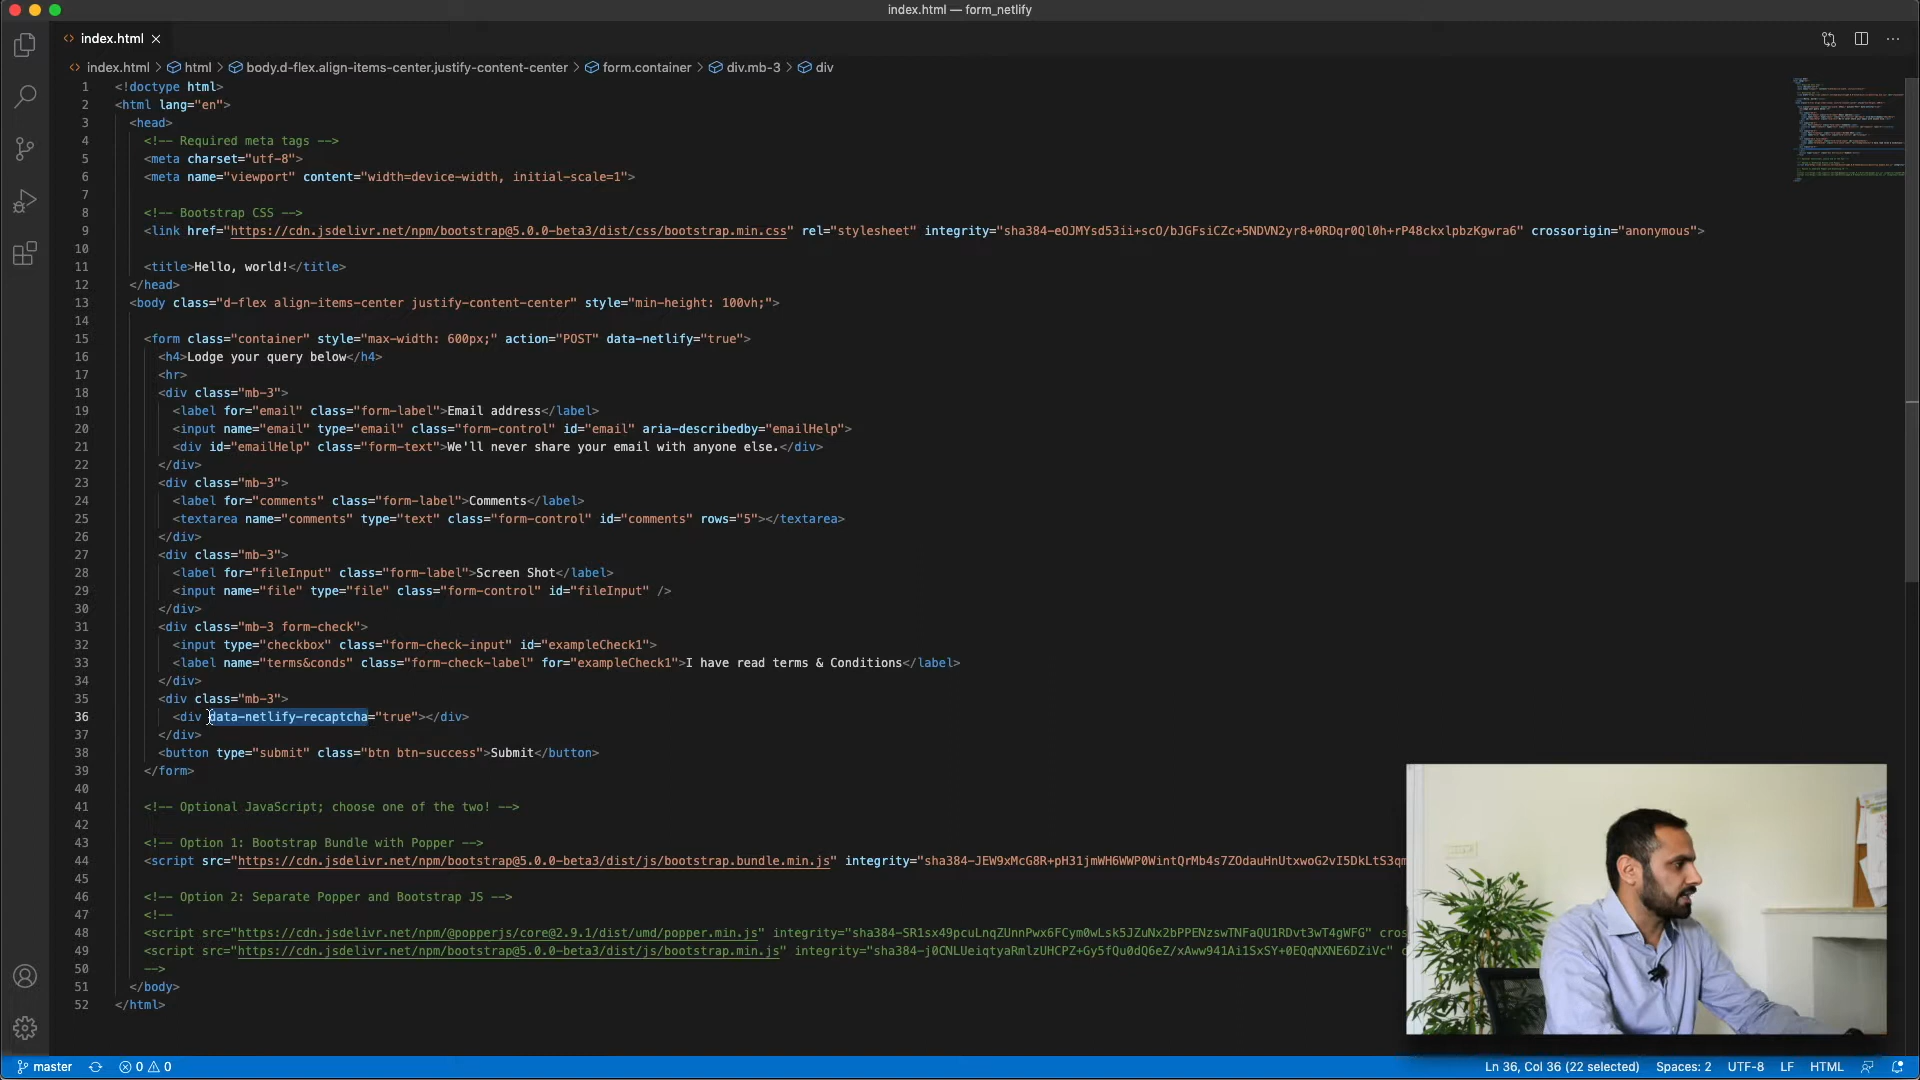 index.html — form_netlify
index.html
index.html > html > body.d-flex.align-items-center.justify-content-center > form.container > div.mb-3 > div
1 <!doctype html>
2 <html lang="en">
3 <head>
4 <!-- Required meta tags -->
5 <meta charset="utf-8">
6 <meta name="viewport" content="width=device-width, initial-scale=1">
7
8 <!-- Bootstrap CSS -->
9 <link href="https://cdn.jsdelivr.net/npm/bootstrap@5.0.0-beta3/dist/css/bootstrap.min.css" rel="stylesheet" integrity="sha384-eOJMYsd53ii+scO/bJGFsiCZc+5NDVN2yr8+0RDqr0Ql0h+rP48ckxlpbzKgwra6" crossorigin="anonymous">
10
11 <title>Hello, world!</title>
12 </head>
13 <body class="d-flex align-items-center justify-content-center" style="min-height: 100vh;">
14
15 <form class="container" style="max-width: 600px;" action="POST" data-netlify="true">
16 <h4>Lodge your query below</h4>
17 <hr>
18 <div class="mb-3">
19 <label for="email" class="form-label">Email address</label>
20 <input name="email" type="email" class="form-control" id="email" aria-describedby="emailHelp">
21 <div id="emailHelp" class="form-text">We'll never share your email with anyone else.</div>
22 </div>
23 <div class="mb-3">
24 <label for="comments" class="form-label">Comments</label>
25 <textarea name="comments" type="text" class="form-control" id="comments" rows="5"></textarea>
26 </div>
27 <div class="mb-3">
28 <label for="fileInput" class="form-label">Screen Shot</label>
29 <input name="file" type="file" class="form-control" id="fileInput" />
30 </div>
31 <div class="mb-3 form-check">
32 <input type="checkbox" class="form-check-input" id="exampleCheck1">
33 <label name="terms&conds" class="form-check-label" for="exampleCheck1">I have read terms & Conditions</label>
34 </div>
35 <div class="mb-3">
36 <div data-netlify-recaptcha="true"></div>
37 </div>
38 <button type="submit" class="btn btn-success">Submit</button>
39 </form>
40
41 <!-- Optional JavaScript; choose one of the two! -->
42
43 <!-- Option 1: Bootstrap Bundle with Popper -->
44 <script src="https://cdn.jsdelivr.net/npm/bootstrap@5.0.0-beta3/dist/js/bootstrap.bundle.min.js" integrity="sha384-JEW9xMcG8R+pH31jmWH6WWP0WintQrMb4s7ZOdauHnUtxwoG2vI5DkLtS3qm
45
46 <!-- Option 2: Separate Popper and Bootstrap JS -->
47 <!--
48 <script src="https://cdn.jsdelivr.net/npm/@popperjs/core@2.9.1/dist/umd/popper.min.js" integrity="sha384-SR1sx49pcuLnqZUnnPwx6FCym0wLsk5JZuNx2bPPENzswTNFaQU1RDvt3wT4gWFG" cros
49 <script src="https://cdn.jsdelivr.net/npm/bootstrap@5.0.0-beta3/dist/js/bootstrap.min.js" integrity="sha384-j0CNLUeiqtyaRmlzUHCPZ+Gy5fQu0dQ6eZ/xAww941Ai1SxSY+0EQqNXNE6DZiVc" c
50 -->
51 </body>
52 </html>
master 0 0 Ln 36, Col 36 (22 selected) Spaces: 2 UTF-8 LF HTML